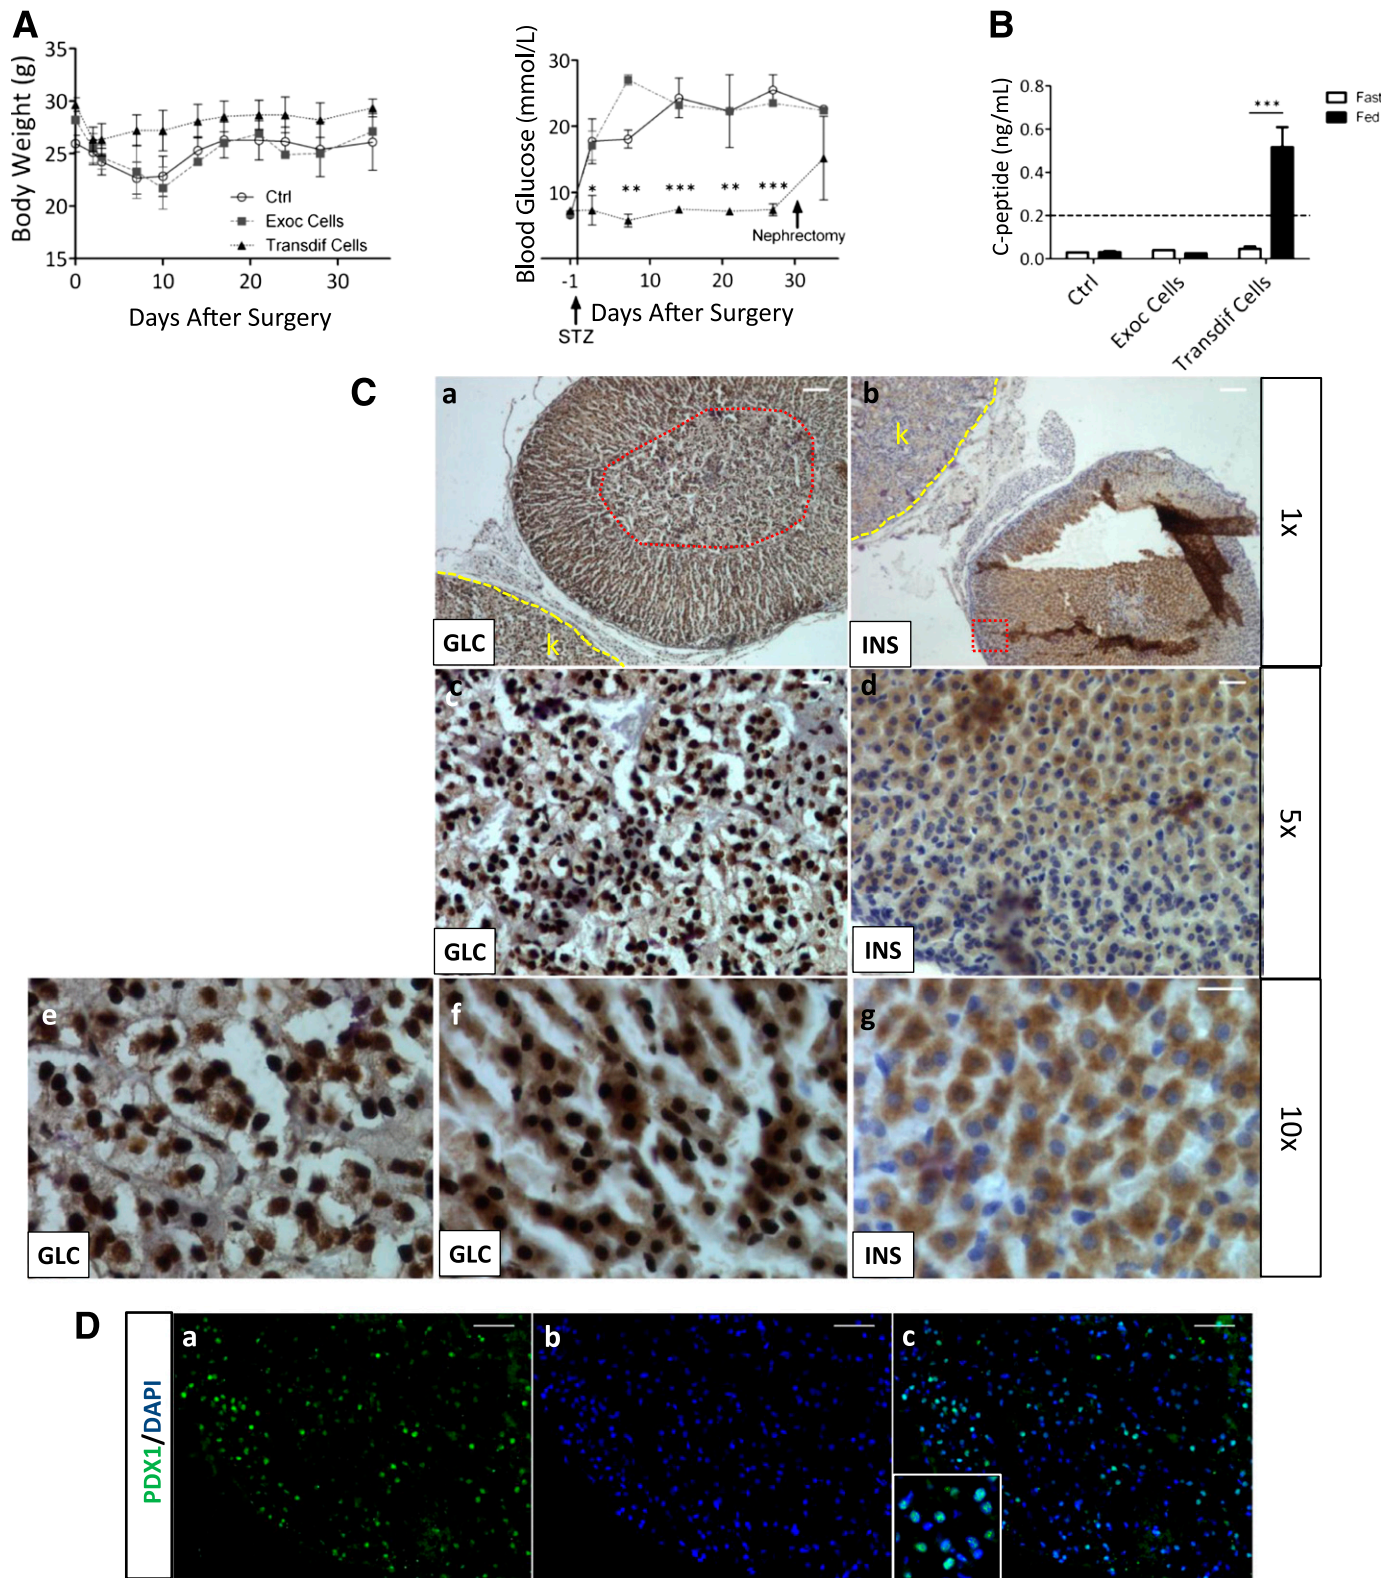 A
Body Weight (g)
35
30
25
20
15
0
10
20
30
Ctrl
Exoc Cells
Transdif Cells
Days After Surgery
Blood Glucose (mmol/L)
30
20
10
* ** *** ** ***
Nephrectomy
-1
10
20
30
STZ
Days After Surgery
B
C-peptide (ng/mL)
0.8
0.6
0.4
0.2
0.0
***
Fast
Fed
Ctrl
Exoc Cells
Transdif Cells
C
a
k
GLC
b
k
INS
1x
c
GLC
d
INS
5x
e
GLC
f
GLC
g
INS
10x
D
PDX1/DAPI
a
b
c